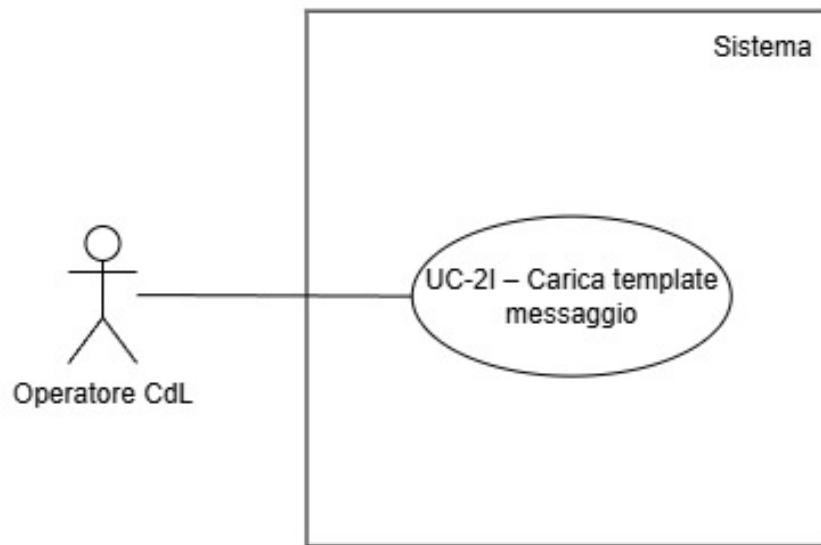 Sistema
UC-2I – Carica template
messaggio
Operatore CdL